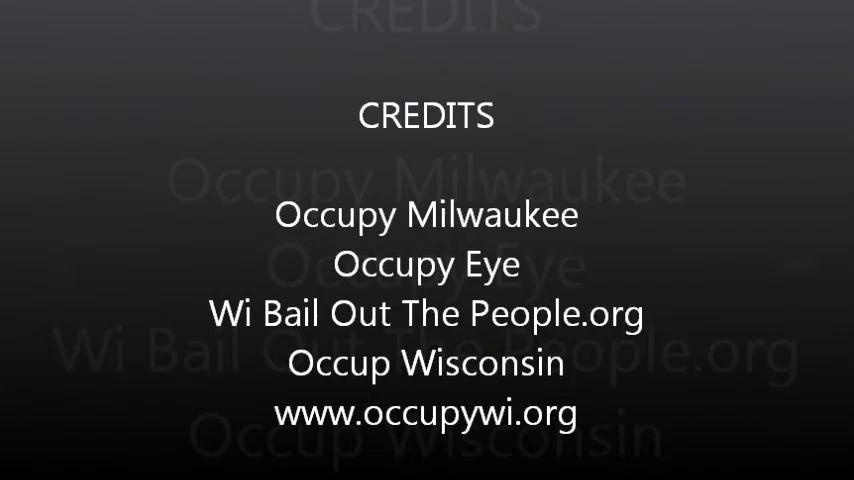 CREDITS
Occupy Milwaukee
Occupy Eye
Wi Bail Out The People.org
Occup Wisconsin
www.occupywi.org